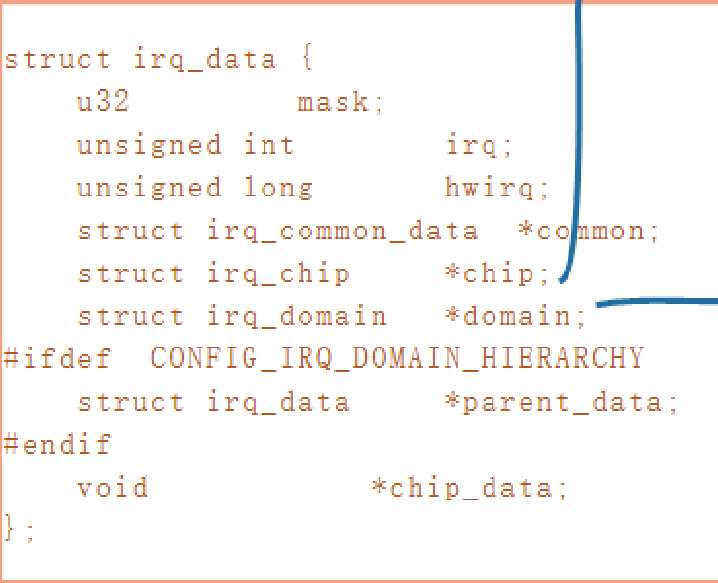 struct irq_data {
    u32         mask;
    unsigned int        irq;
    unsigned long       hwirq;
    struct irq_common_data  *common;
    struct irq_chip     *chip;
    struct irq_domain   *domain;
#ifdef  CONFIG_IRQ_DOMAIN_HIERARCHY
    struct irq_data     *parent_data;
#endif
    void            *chip_data;
};